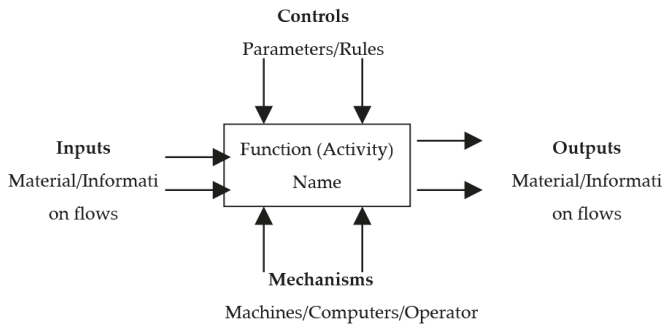 Controls
Parameters/Rules
Inputs
Material/Informati
on flows
Function (Activity)
Name
Outputs
Material/Informati
on flows
Mechanisms
Machines/Computers/Operator